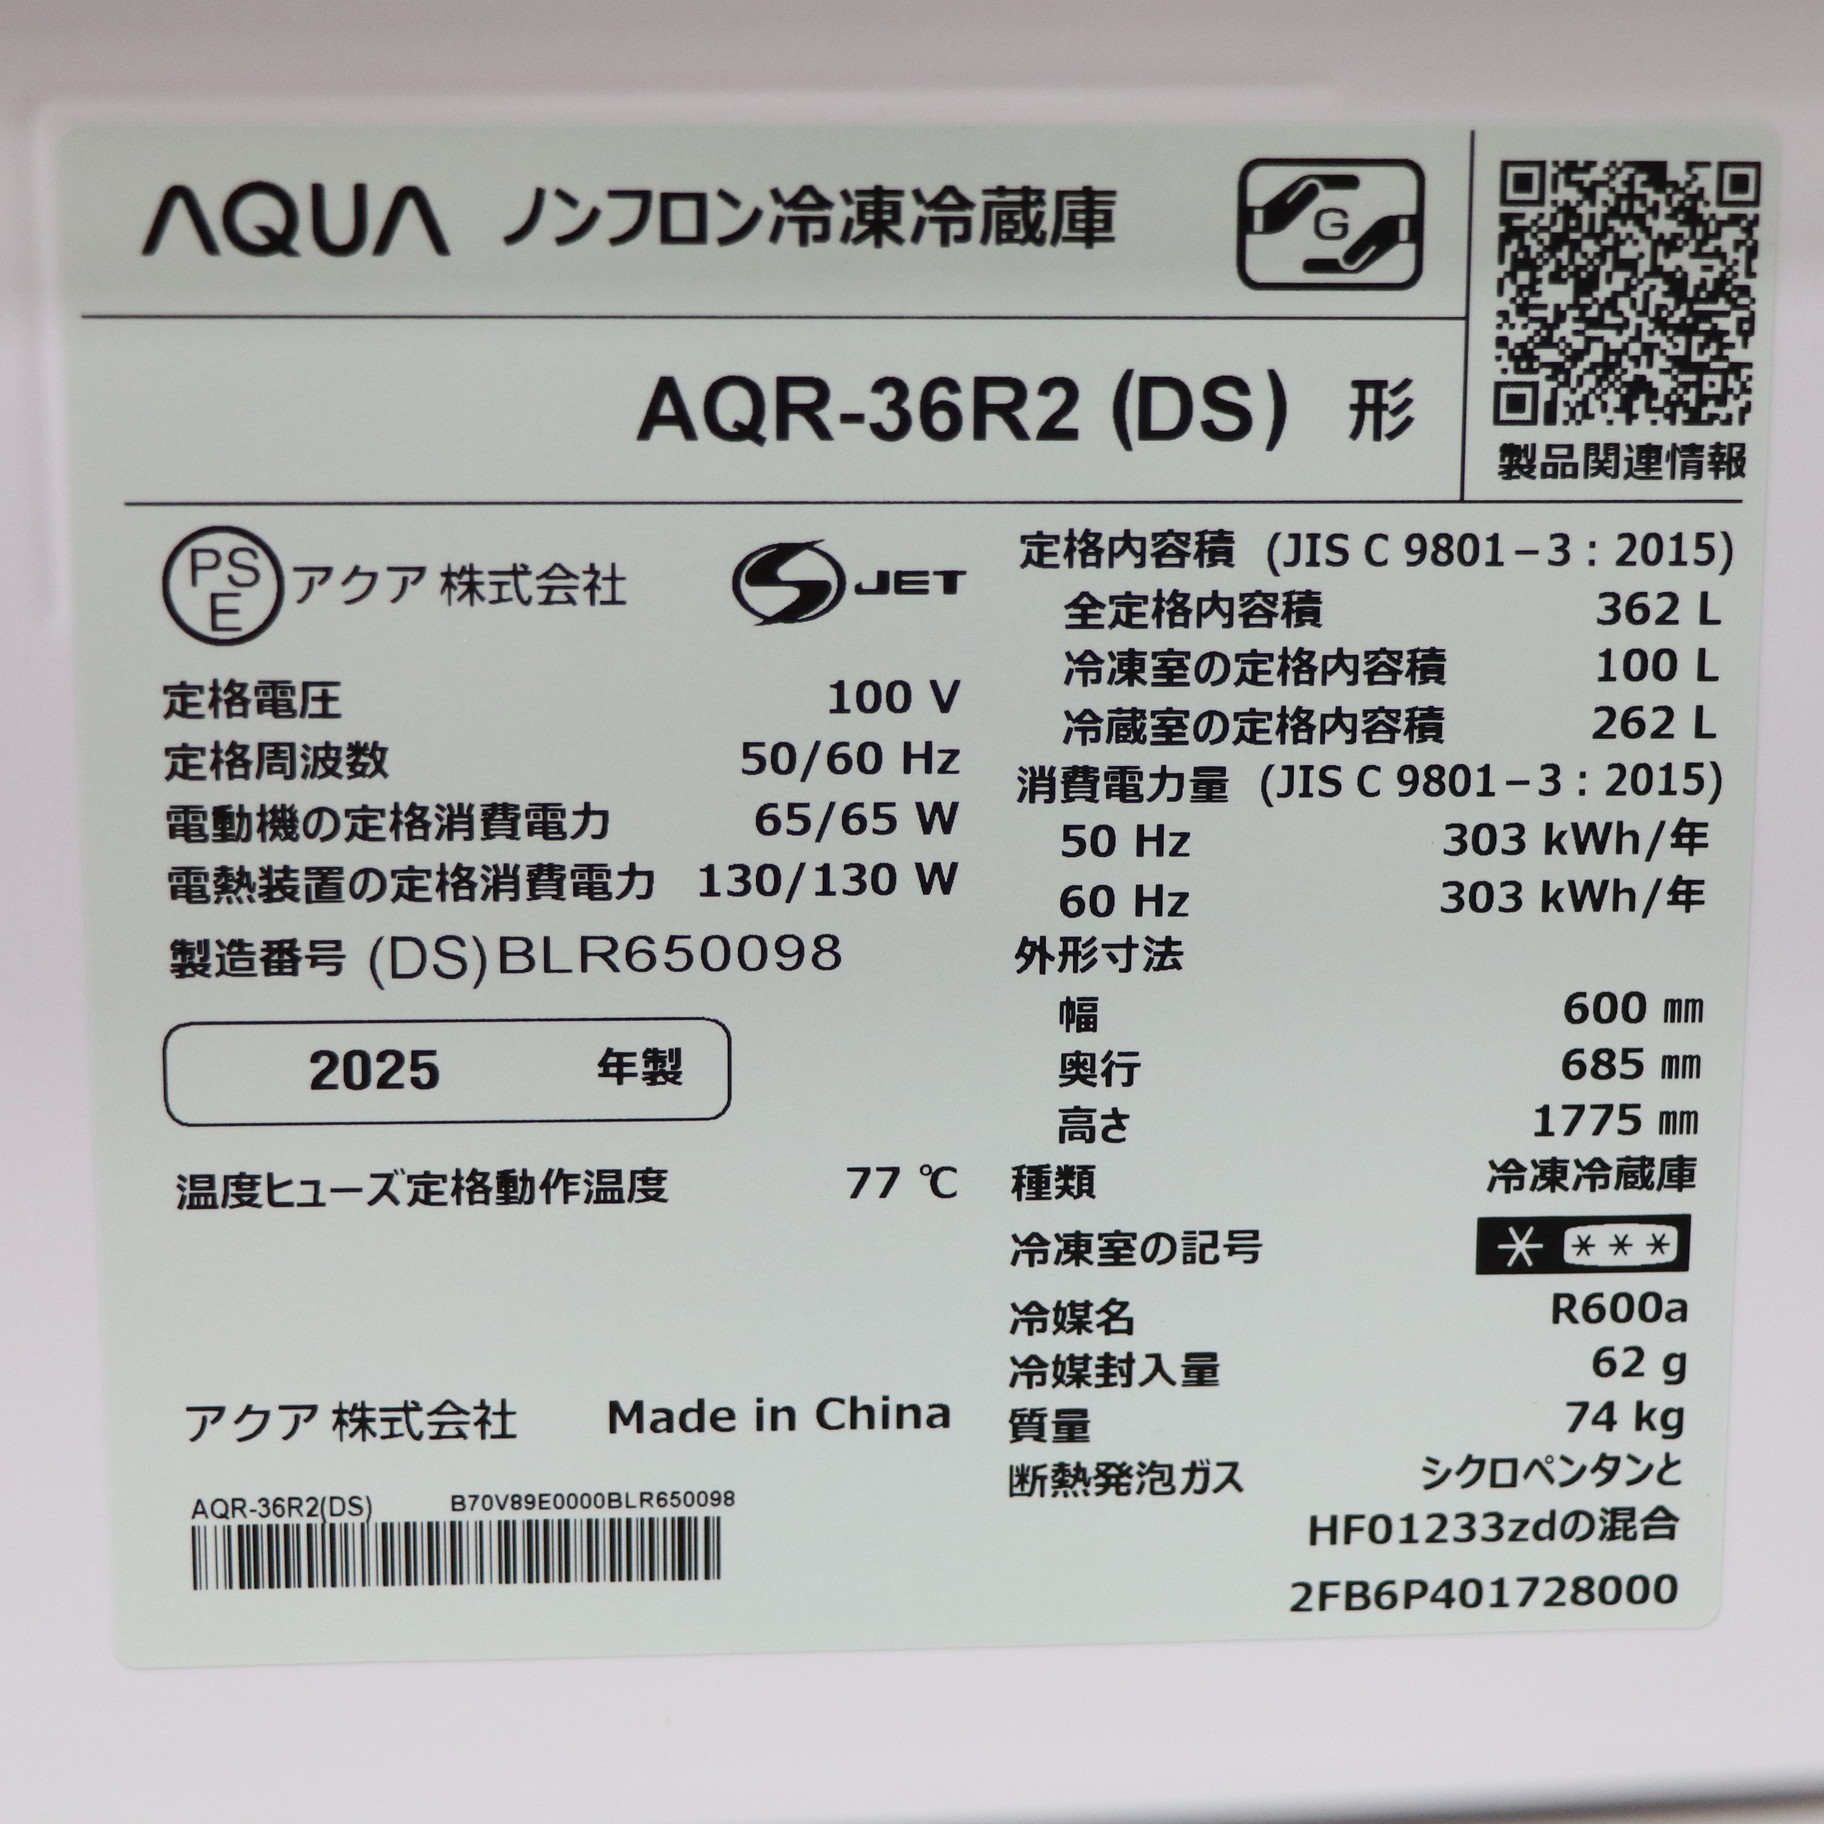 AQUA ノンフロン冷凍冷蔵庫
G
AQR-36R2 (DS) 形
製品関連情報
PSE アクア 株式会社 S JET
定格電圧 100 V
定格周波数 50/60 Hz
電動機の定格消費電力 65/65 W
電熱装置の定格消費電力 130/130 W
製造番号 (DS)BLR650098
2025 年製
温度ヒューズ定格動作温度 77 ℃
アクア 株式会社 Made in China
AQR-36R2(DS) B70V89E0000BLR650098
定格内容積 (JIS C 9801−3 : 2015)
全定格内容積 362 L
冷凍室の定格内容積 100 L
冷蔵室の定格内容積 262 L
消費電力量 (JIS C 9801−3 : 2015)
50 Hz 303 kWh/年
60 Hz 303 kWh/年
外形寸法
幅 600 ㎜
奥行 685 ㎜
高さ 1775 ㎜
種類 冷凍冷蔵庫
冷凍室の記号 * ***
冷媒名 R600a
冷媒封入量 62 g
質量 74 kg
断熱発泡ガス シクロペンタンと
HFO1233zdの混合
2FB6P401728000